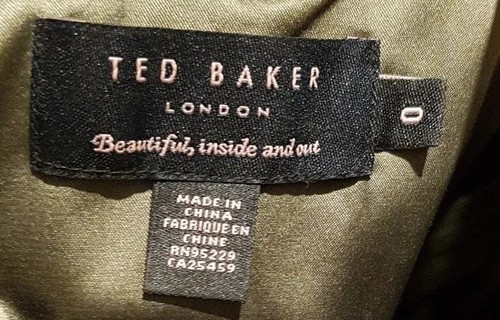 TED BAKER
LONDON
Beautiful, inside and out
0
MADE IN
CHINA
FABRIQUE EN
CHINE
RN95229
CA25459